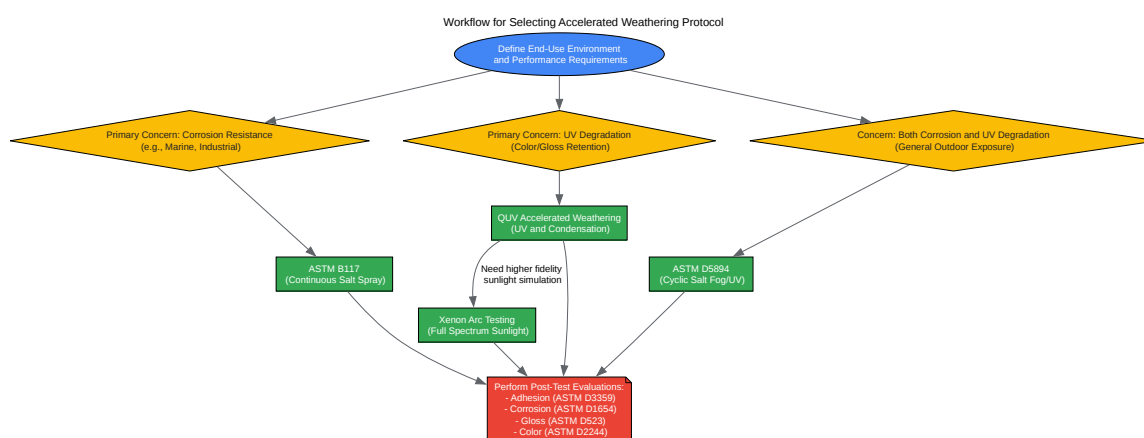 Workflow for Selecting Accelerated Weathering Protocol
Define End-Use Environment
and Performance Requirements
Primary Concern: Corrosion Resistance
(e.g., Marine, Industrial)
Primary Concern: UV Degradation
(Color/Gloss Retention)
Concern: Both Corrosion and UV Degradation
(General Outdoor Exposure)
QUV Accelerated Weathering
(UV and Condensation)
Need higher fidelity
sunlight simulation
ASTM B117
(Continuous Salt Spray)
ASTM D5894
(Cyclic Salt Fog/UV)
Xenon Arc Testing
(Full Spectrum Sunlight)
Perform Post-Test Evaluations:
- Adhesion (ASTM D3359)
- Corrosion (ASTM D1654)
- Gloss (ASTM D523)
- Color (ASTM D2244)